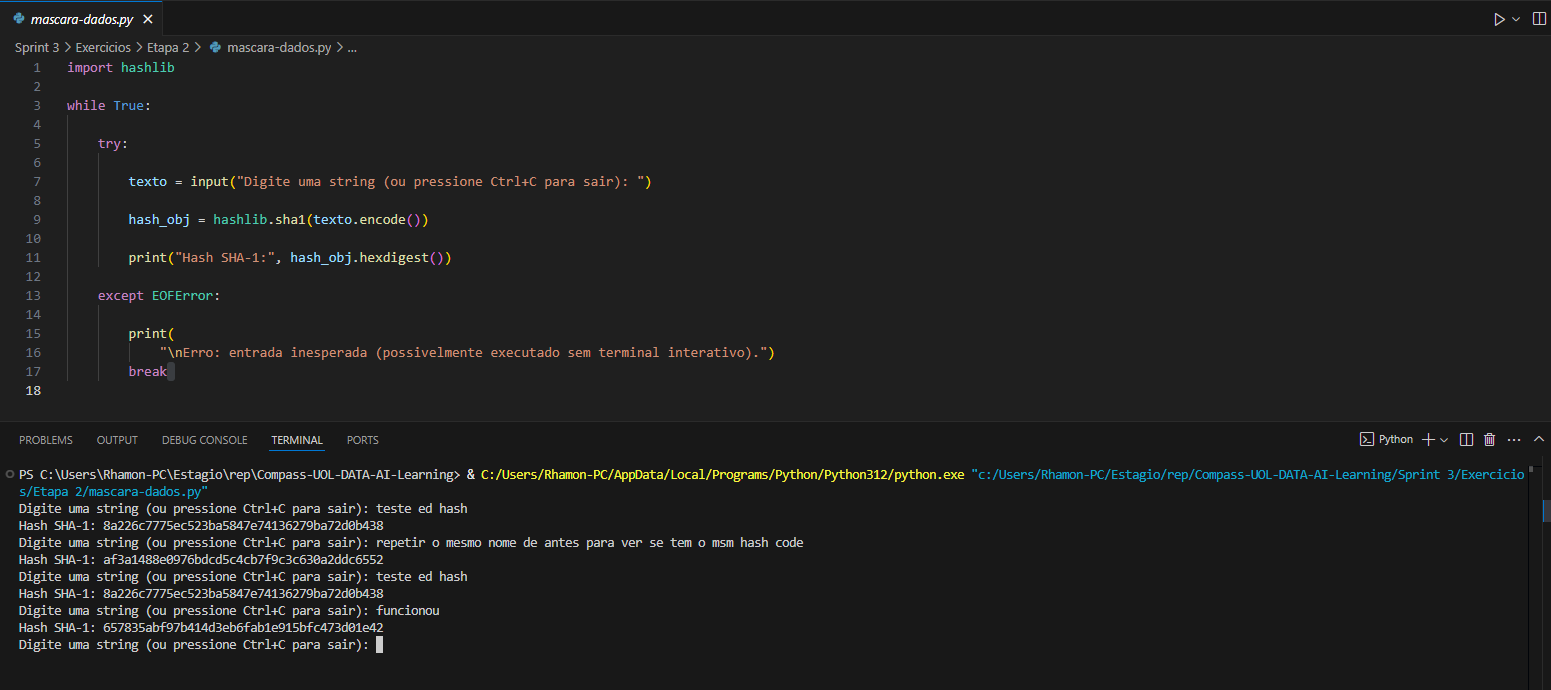 mascara-dados.py
Sprint 3 > Exercicios > Etapa 2 > mascara-dados.py > ...
1 import hashlib
2
3 while True:
4
5 try:
6
7 texto = input("Digite uma string (ou pressione Ctrl+C para sair): ")
8
9 hash_obj = hashlib.sha1(texto.encode())
10
11 print("Hash SHA-1:", hash_obj.hexdigest())
12
13 except EOFError:
14
15 print(
16 "\nErro: entrada inesperada (possivelmente executado sem terminal interativo).")
17 break
18
PROBLEMS OUTPUT DEBUG CONSOLE TERMINAL PORTS Python
PS C:\Users\Rhamon-PC\Estagio\rep\Compass-UOL-DATA-AI-Learning> & C:/Users/Rhamon-PC/AppData/Local/Programs/Python/Python312/python.exe "c:/Users/Rhamon-PC/Estagio/rep/Compass-UOL-DATA-AI-Learning/Sprint 3/Exercicio
s/Etapa 2/mascara-dados.py"
Digite uma string (ou pressione Ctrl+C para sair): teste ed hash
Hash SHA-1: 8a226c7775ec523ba5847e74136279ba72d0b438
Digite uma string (ou pressione Ctrl+C para sair): repetir o mesmo nome de antes para ver se tem o msm hash code
Hash SHA-1: af3a1488e0976bdcd5c4cb7f9c3c630a2ddc6552
Digite uma string (ou pressione Ctrl+C para sair): teste ed hash
Hash SHA-1: 8a226c7775ec523ba5847e74136279ba72d0b438
Digite uma string (ou pressione Ctrl+C para sair): funcionou
Hash SHA-1: 657835abf97b414d3eb6fab1e915bfc473d01e42
Digite uma string (ou pressione Ctrl+C para sair):